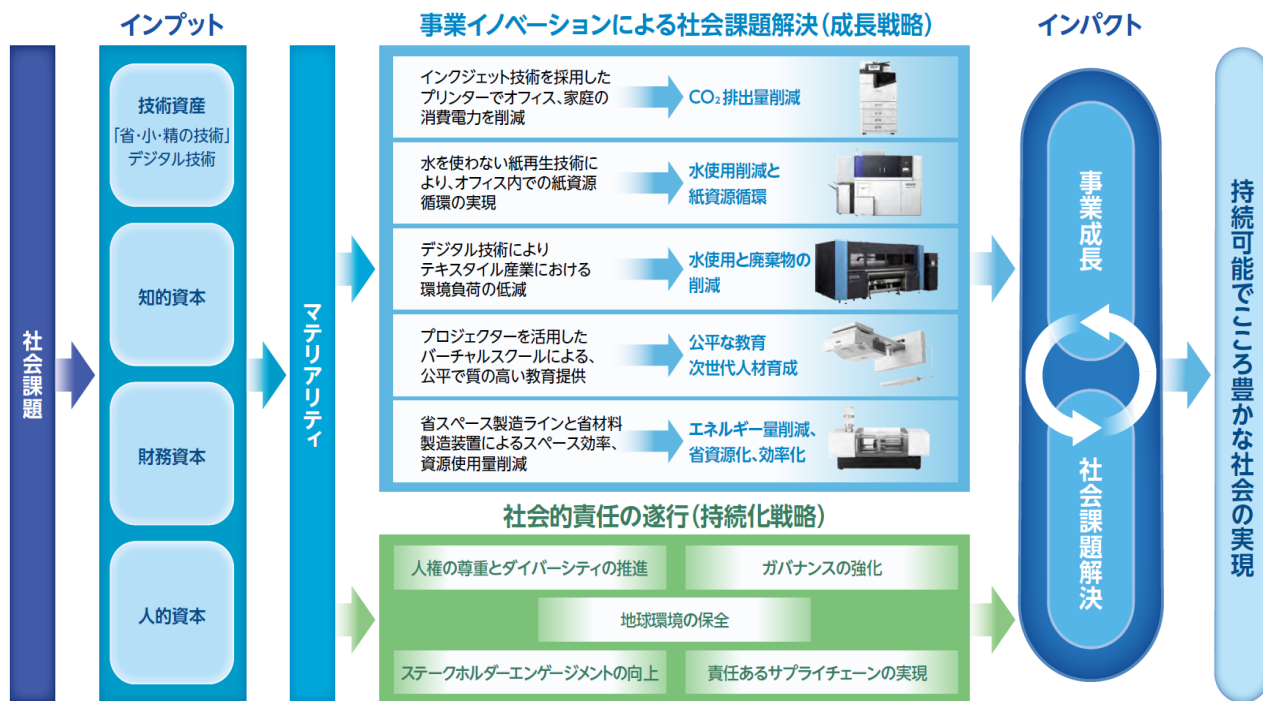 インプット
事業イノベーションによる社会課題解決(成長戦略)
インパクト
社会課題
技術資産
「省・小・精の技術」
デジタル技術
知的資本
財務資本
人的資本
マテリアリティ
インクジェット技術を採用した
プリンターでオフィス、家庭の
消費電力を削減
CO₂排出量削減
水を使わない紙再生技術に
より、オフィス内での紙資源
循環の実現
水使用削減と
紙資源循環
デジタル技術により
テキスタイル産業における
環境負荷の低減
水使用と廃棄物の
削減
プロジェクターを活用した
バーチャルスクールによる、
公平で質の高い教育提供
公平な教育
次世代人材育成
省スペース製造ラインと省材料
製造装置によるスペース効率、
資源使用量削減
エネルギー量削減、
省資源化、効率化
社会的責任の遂行(持続化戦略)
人権の尊重とダイバーシティの推進
ガバナンスの強化
地球環境の保全
ステークホルダーエンゲージメントの向上
責任あるサプライチェーンの実現
事業成長
社会課題解決
持続可能でこころ豊かな社会の実現